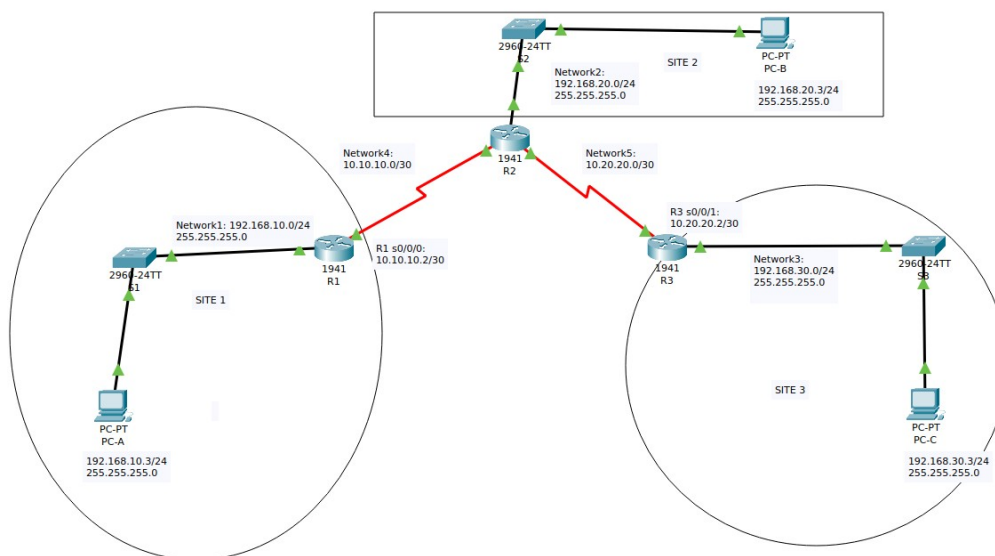 2960-24TT
S2
PC-PT
PC-B
SITE 2
Network2:
192.168.20.0/24
255.255.255.0
192.168.20.3/24
255.255.255.0
1941
R2
Network4:
10.10.10.0/30
Network5:
10.20.20.0/30
R3 s0/0/1:
10.20.20.2/30
Network1: 192.168.10.0/24
255.255.255.0
1941
R1
R1 s0/0/0:
10.10.10.2/30
2960-24TT
S1
SITE 1
1941
R3
Network3:
192.168.30.0/24
255.255.255.0
2960-24TT
S3
SITE 3
PC-PT
PC-A
192.168.10.3/24
255.255.255.0
PC-PT
PC-C
192.168.30.3/24
255.255.255.0